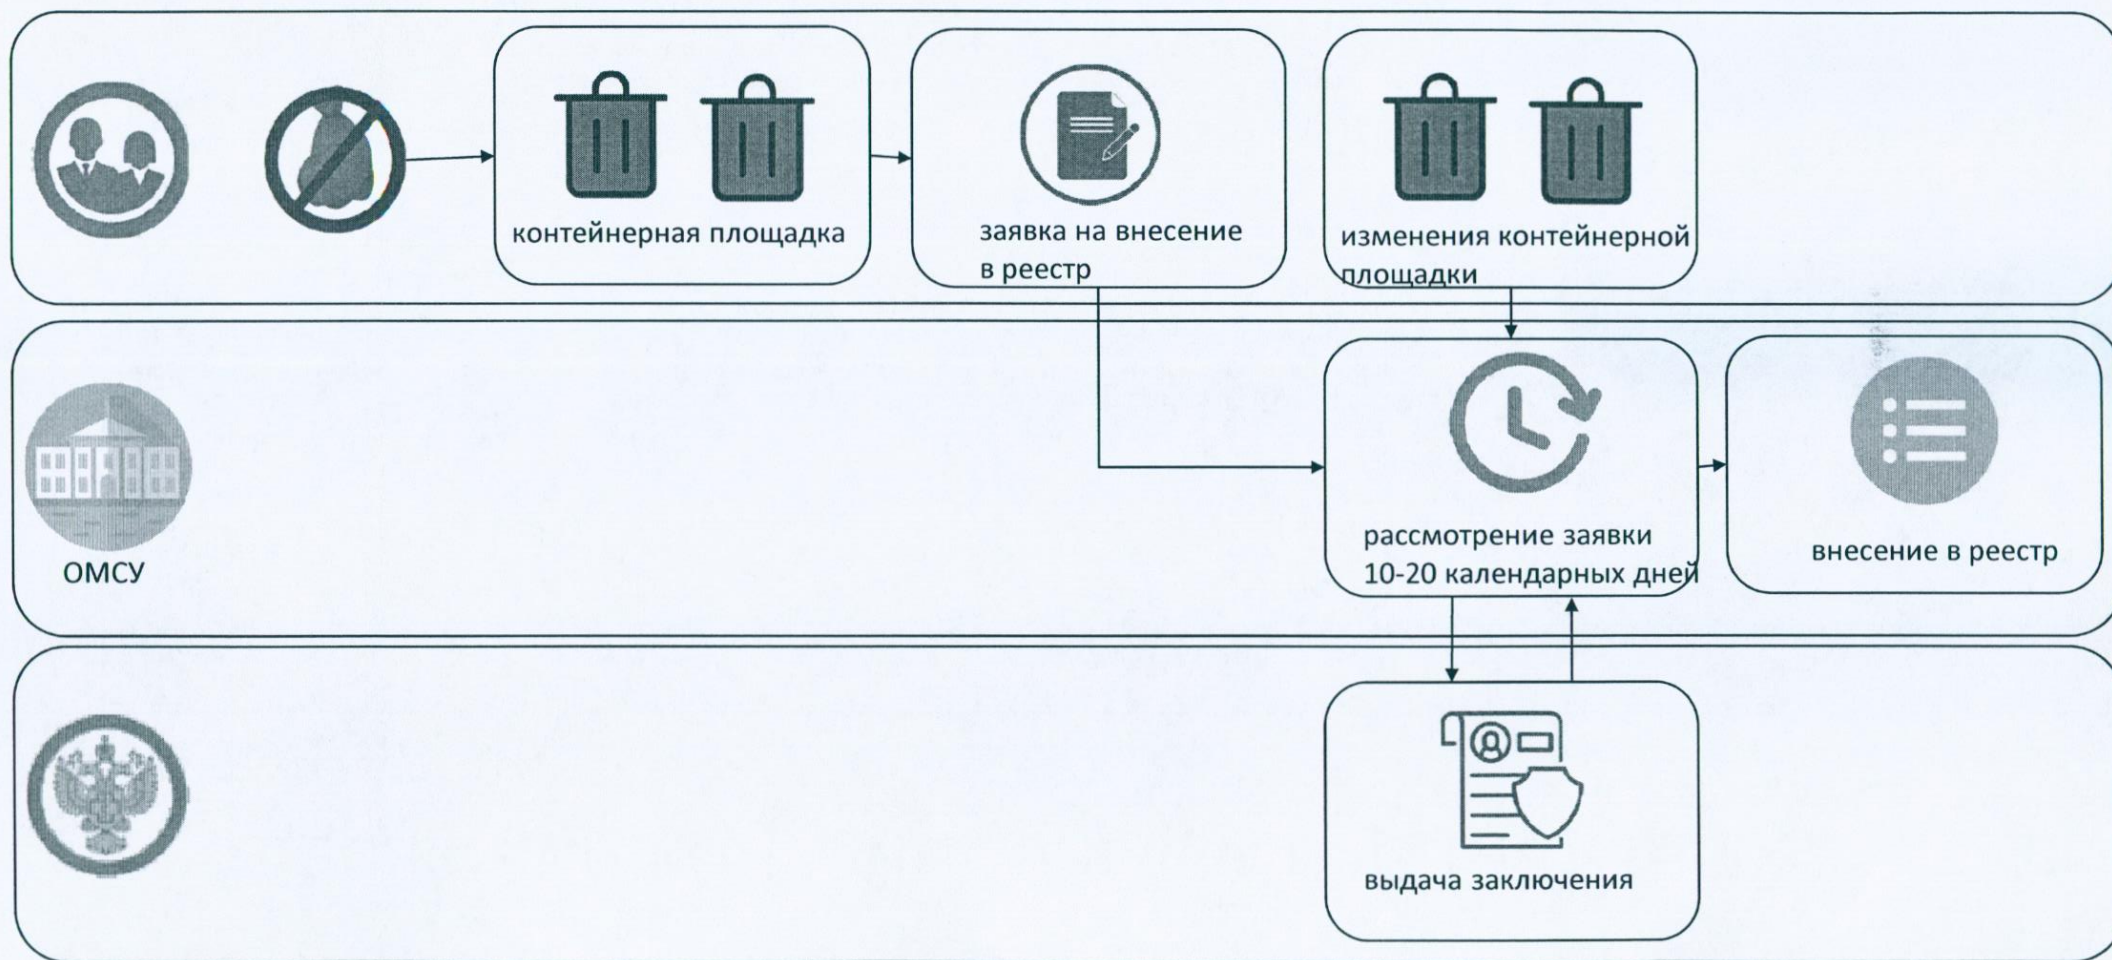 контейнерная площадка
заявка на внесение
в реестр
изменения контейнерной
площадки
ОМСУ
рассмотрение заявки
10-20 календарных дней
внесение в реестр
выдача заключения